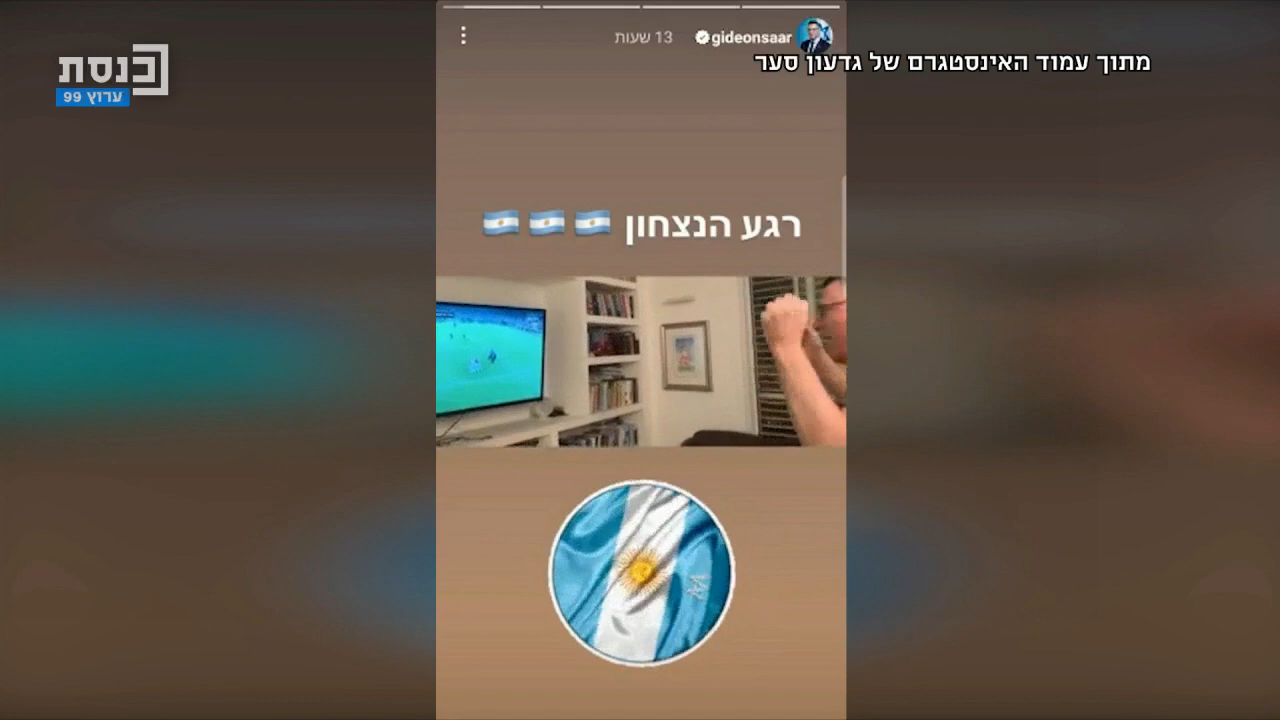 כנסת
ערוץ 99
gideonsaar
13 שעות
מתוך עמוד האינסטגרם של גדעון סער
רגע הנצחון 🇦🇷 🇦🇷 🇦🇷